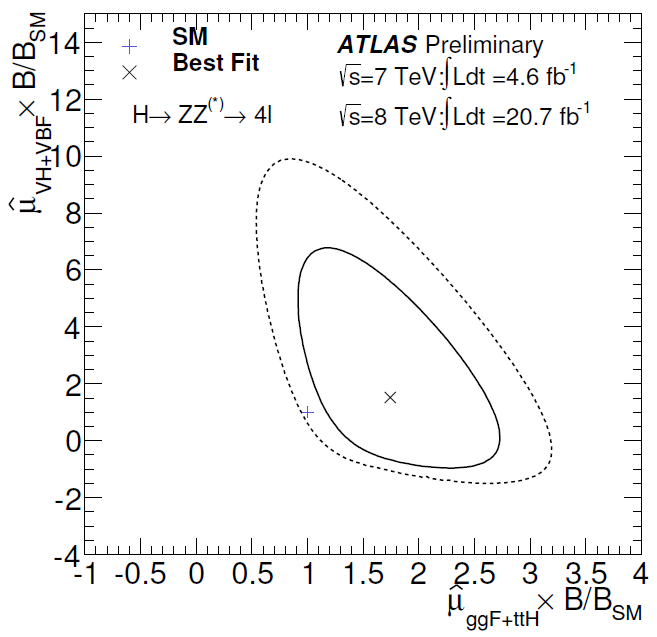 μ̂VH+VBF × B/BSM
14
12
10
8
6
4
2
0
-2
-4
SM
Best Fit
H→ ZZ(*)→ 4l
ATLAS Preliminary
√s=7 TeV:∫Ldt =4.6 fb-1
√s=8 TeV:∫Ldt =20.7 fb-1
-1 -0.5 0 0.5 1 1.5 2 2.5 3 3.5 4
μ̂ggF+ttH× B/BSM